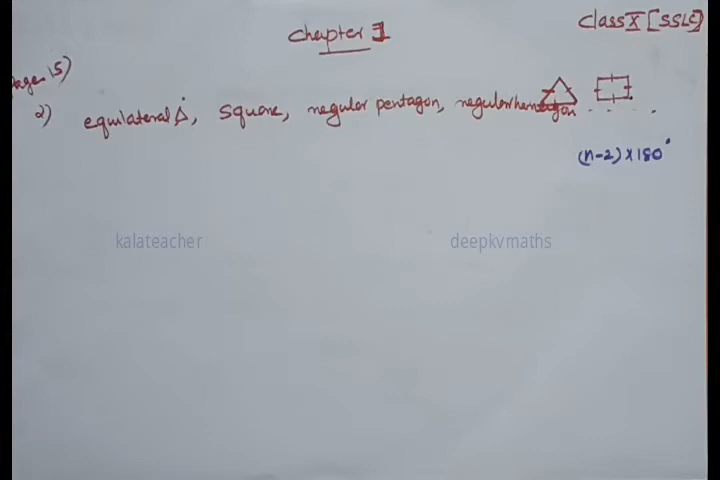 Chapter 1
Class X [SSLC]
Page 15)
2) equilateral Δ, Square, regular pentagon, regular hexagon . . . .
(n-2) x 180°
kalateacher deepkvmaths